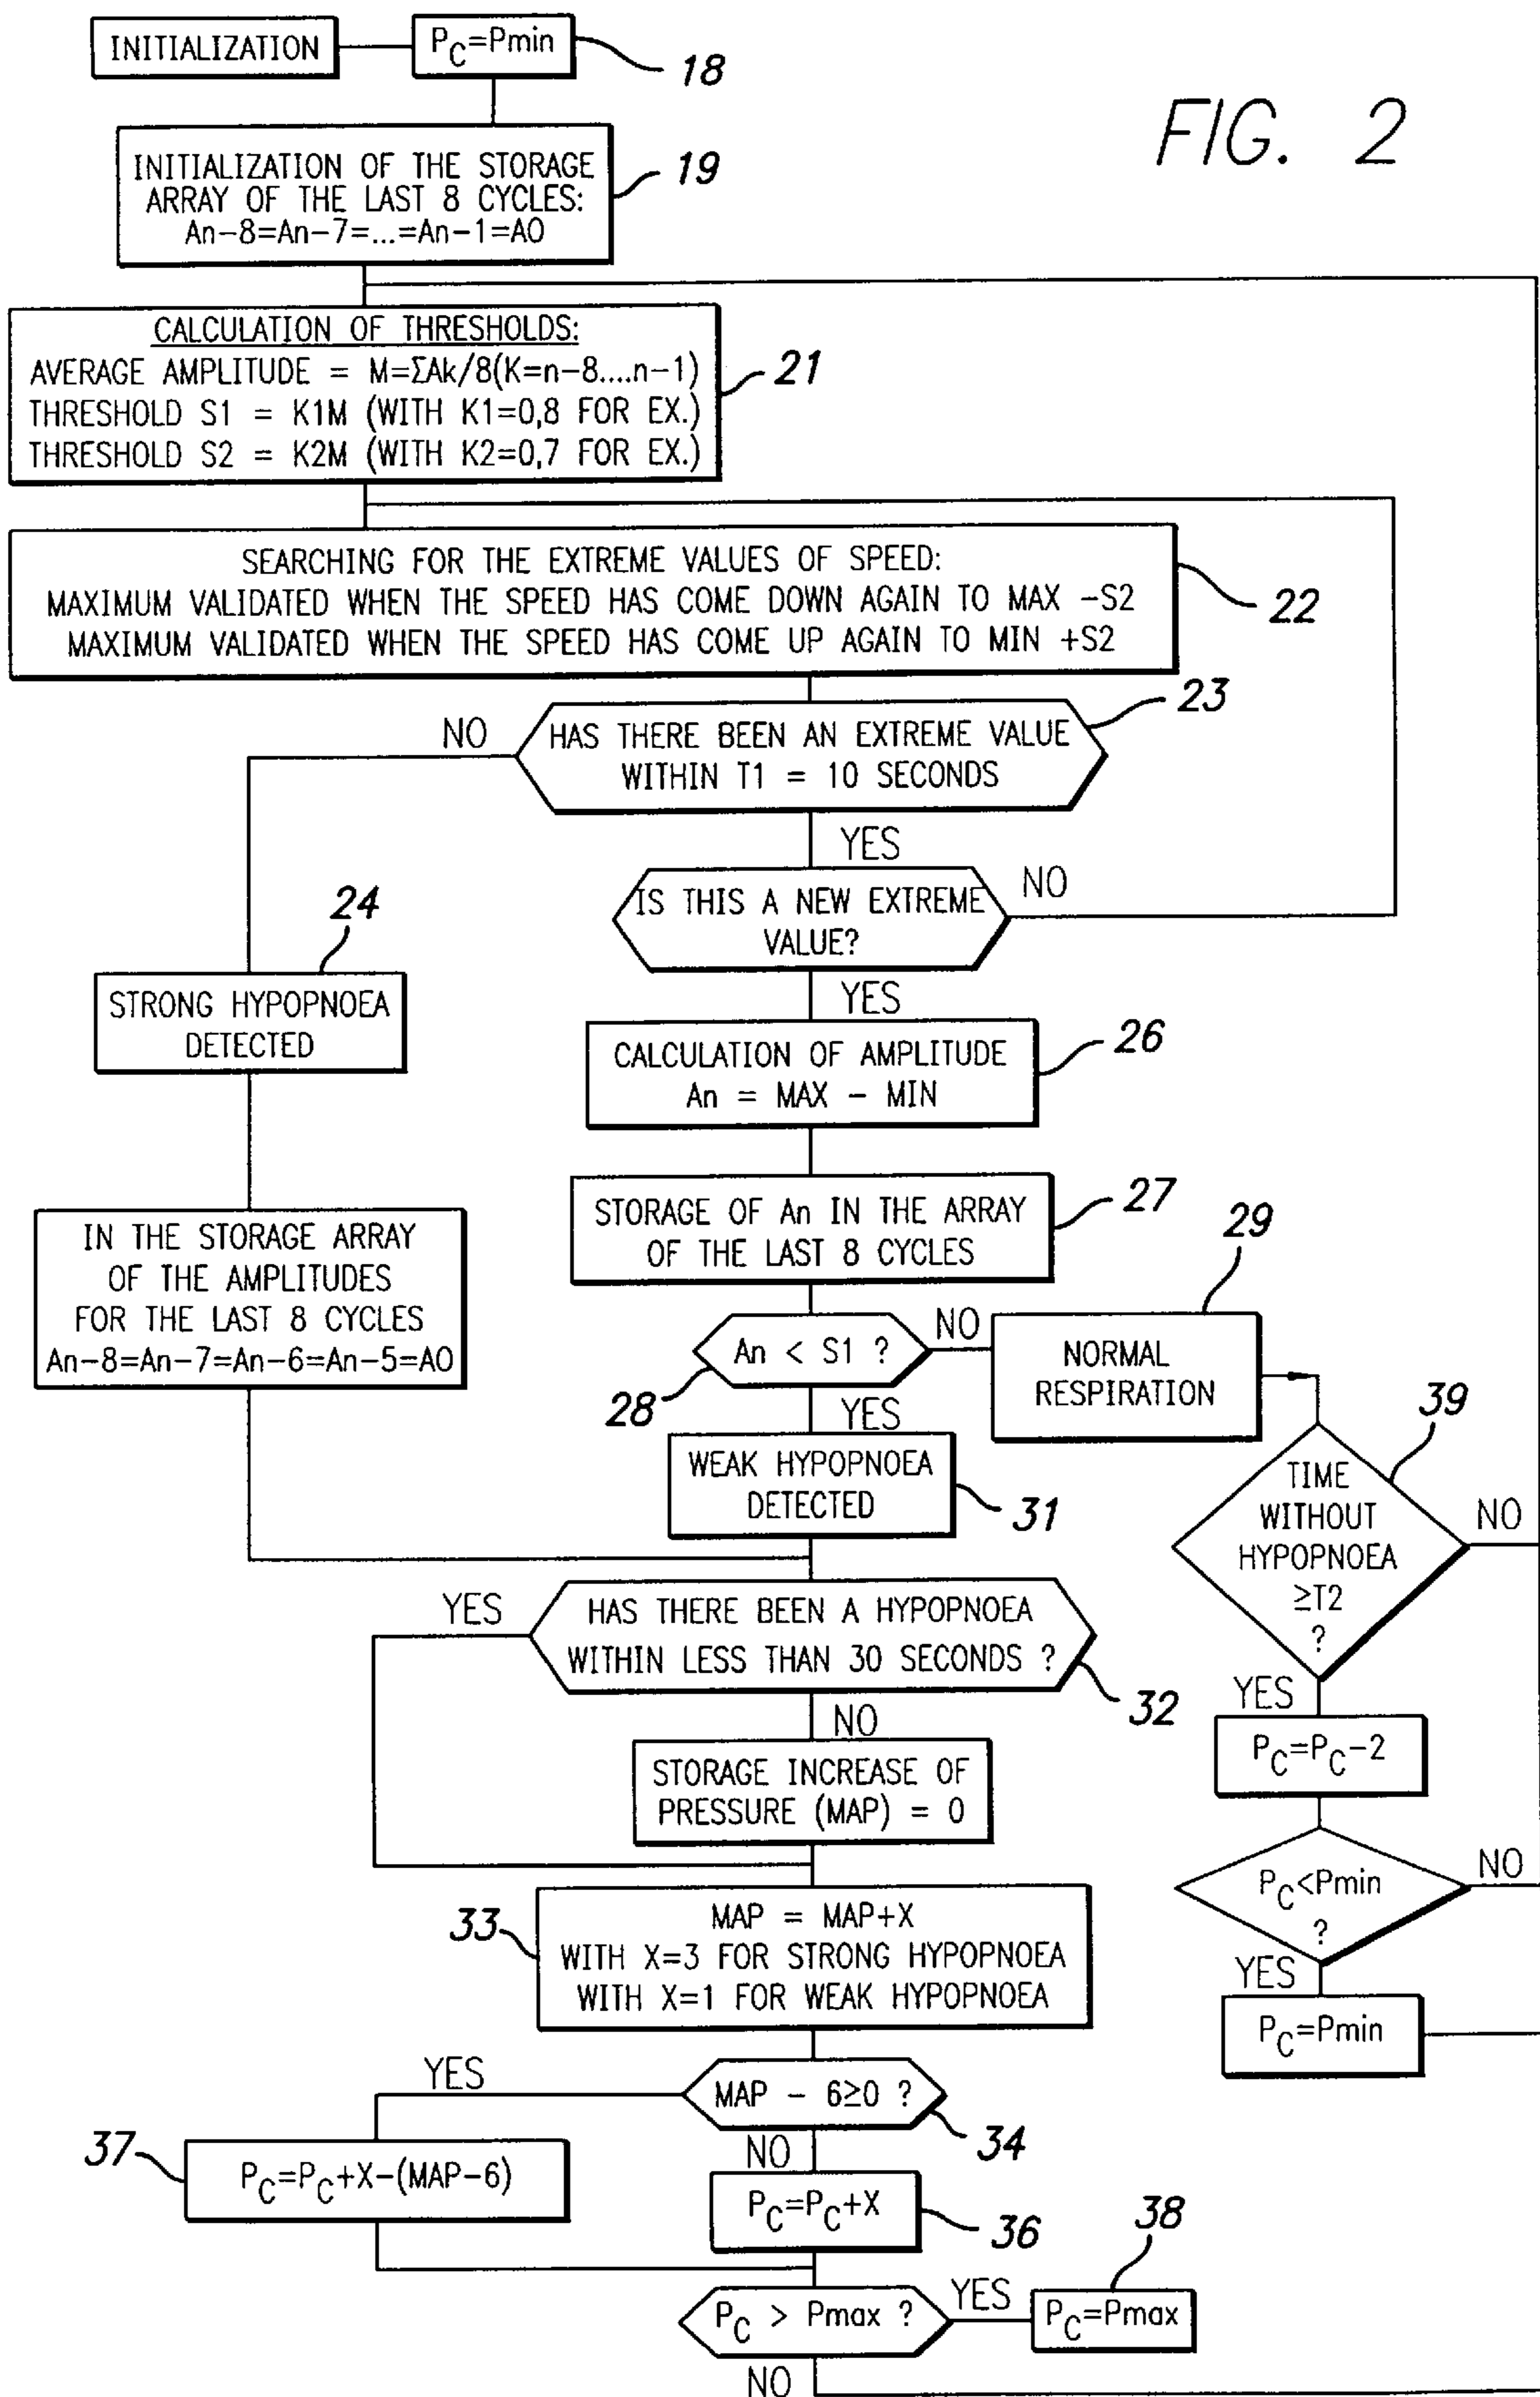 FIG. 2
INITIALIZATION
PC=Pmin
18
INITIALIZATION OF THE STORAGE
ARRAY OF THE LAST 8 CYCLES:
An-8=An-7=...=An-1=A0
19
CALCULATION OF THRESHOLDS:
AVERAGE AMPLITUDE = M=ΣAk/8(K=n-8....n-1)
THRESHOLD S1 = K1M (WITH K1=0,8 FOR EX.)
THRESHOLD S2 = K2M (WITH K2=0,7 FOR EX.)
21
SEARCHING FOR THE EXTREME VALUES OF SPEED:
MAXIMUM VALIDATED WHEN THE SPEED HAS COME DOWN AGAIN TO MAX -S2
MAXIMUM VALIDATED WHEN THE SPEED HAS COME UP AGAIN TO MIN +S2
22
23
NO
HAS THERE BEEN AN EXTREME VALUE
WITHIN T1 = 10 SECONDS
YES
IS THIS A NEW EXTREME
VALUE?
NO
YES
24
STRONG HYPOPNOEA
DETECTED
CALCULATION OF AMPLITUDE
An = MAX - MIN
26
STORAGE OF An IN THE ARRAY
OF THE LAST 8 CYCLES
27
IN THE STORAGE ARRAY
OF THE AMPLITUDES
FOR THE LAST 8 CYCLES
An-8=An-7=An-6=An-5=A0
An < S1 ?
28
NO
29
NORMAL
RESPIRATION
YES
WEAK HYPOPNOEA
DETECTED
31
39
TIME
WITHOUT
HYPOPNOEA
≥T2
?
NO
YES
PC=PC-2
PC<Pmin
?
NO
YES
PC=Pmin
YES
HAS THERE BEEN A HYPOPNOEA
WITHIN LESS THAN 30 SECONDS ?
32
NO
STORAGE INCREASE OF
PRESSURE (MAP) = 0
33
MAP = MAP+X
WITH X=3 FOR STRONG HYPOPNOEA
WITH X=1 FOR WEAK HYPOPNOEA
YES
MAP - 6≥0 ?
34
NO
37
PC=PC+X-(MAP-6)
PC=PC+X
36
PC > Pmax ?
YES
38
PC=Pmax
NO